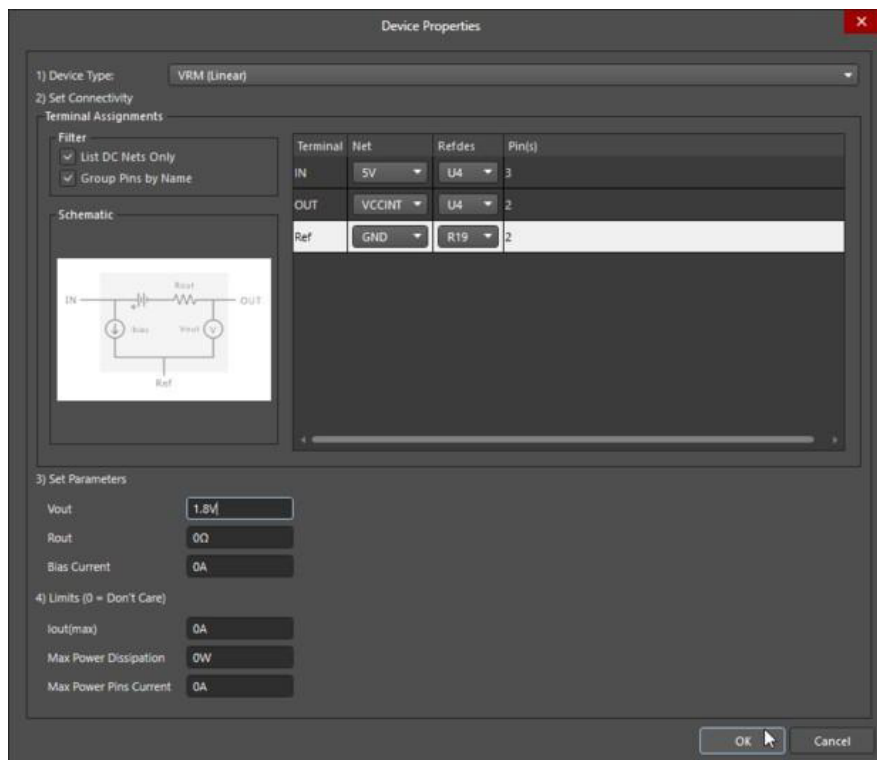 Device Properties
1) Device Type: VRM (Linear)
2) Set Connectivity
Terminal Assignments
Filter
List DC Nets Only
Group Pins by Name
Schematic
Rout
IN
OUT
Ibias
Vout
V
Ref
Terminal Net Refdes Pin(s)
IN 5V U4 3
OUT VCCINT U4 2
Ref GND R19 2
3) Set Parameters
Vout 1.8V
Rout 0Ω
Bias Current 0A
4) Limits (0 = Don't Care)
Iout(max) 0A
Max Power Dissipation 0W
Max Power Pins Current 0A
OK Cancel